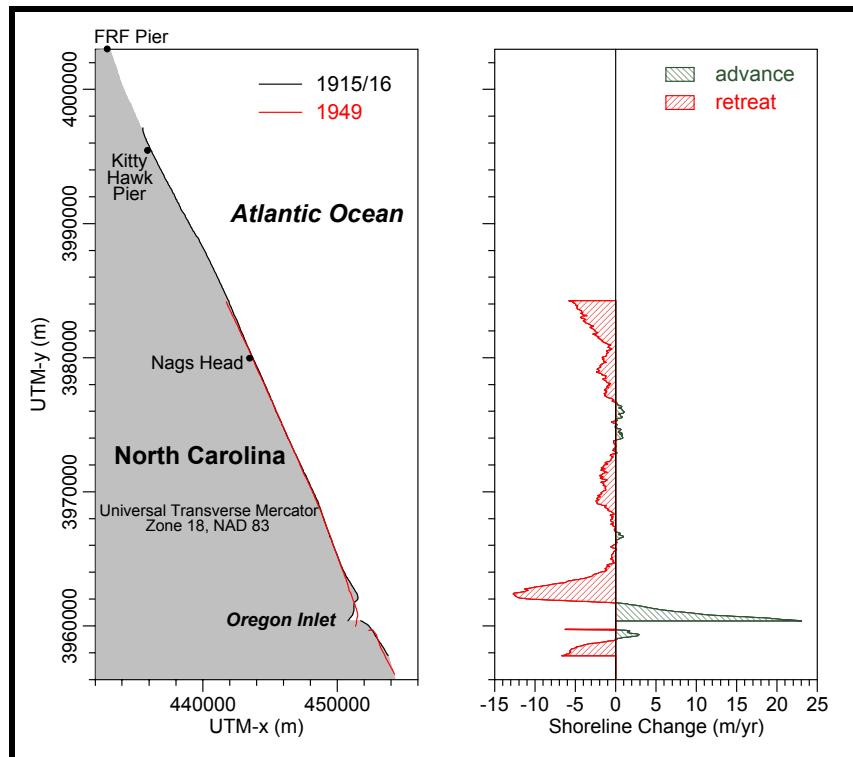 FRF Pier
1915/16
1949
Kitty
Hawk
Pier
Atlantic Ocean
Nags Head
North Carolina
Universal Transverse Mercator
Zone 18, NAD 83
Oregon Inlet
UTM-y (m)
4000000
3990000
3980000
3970000
3960000
440000
450000
UTM-x (m)
advance
retreat
-15
-10
-5
0
5
10
15
20
25
Shoreline Change (m/yr)